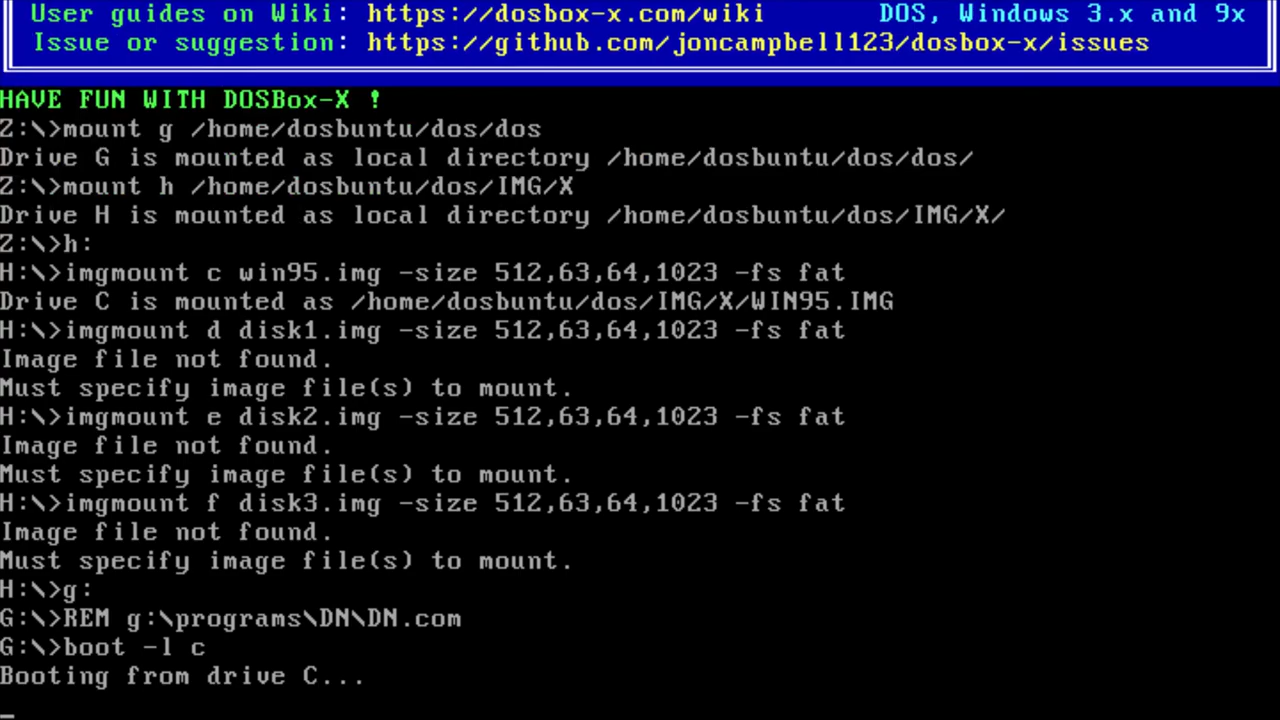 User guides on Wiki: https://dosbox-x.com/wiki DOS, Windows 3.x and 9x
Issue or suggestion: https://github.com/joncampbell123/dosbox-x/issues
HAVE FUN WITH DOSBox-X !
Z:\>mount g /home/dosbuntu/dos/dos
Drive G is mounted as local directory /home/dosbuntu/dos/dos/
Z:\>mount h /home/dosbuntu/dos/IMG/X
Drive H is mounted as local directory /home/dosbuntu/dos/IMG/X/
Z:\>h:
H:\>imgmount c win95.img -size 512,63,64,1023 -fs fat
Drive C is mounted as /home/dosbuntu/dos/IMG/X/WIN95.IMG
H:\>imgmount d disk1.img -size 512,63,64,1023 -fs fat
Image file not found.
Must specify image file(s) to mount.
H:\>imgmount e disk2.img -size 512,63,64,1023 -fs fat
Image file not found.
Must specify image file(s) to mount.
H:\>imgmount f disk3.img -size 512,63,64,1023 -fs fat
Image file not found.
Must specify image file(s) to mount.
H:\>g:
G:\>REM g:\programs\DN\DN.com
G:\>boot -l c
Booting from drive C...